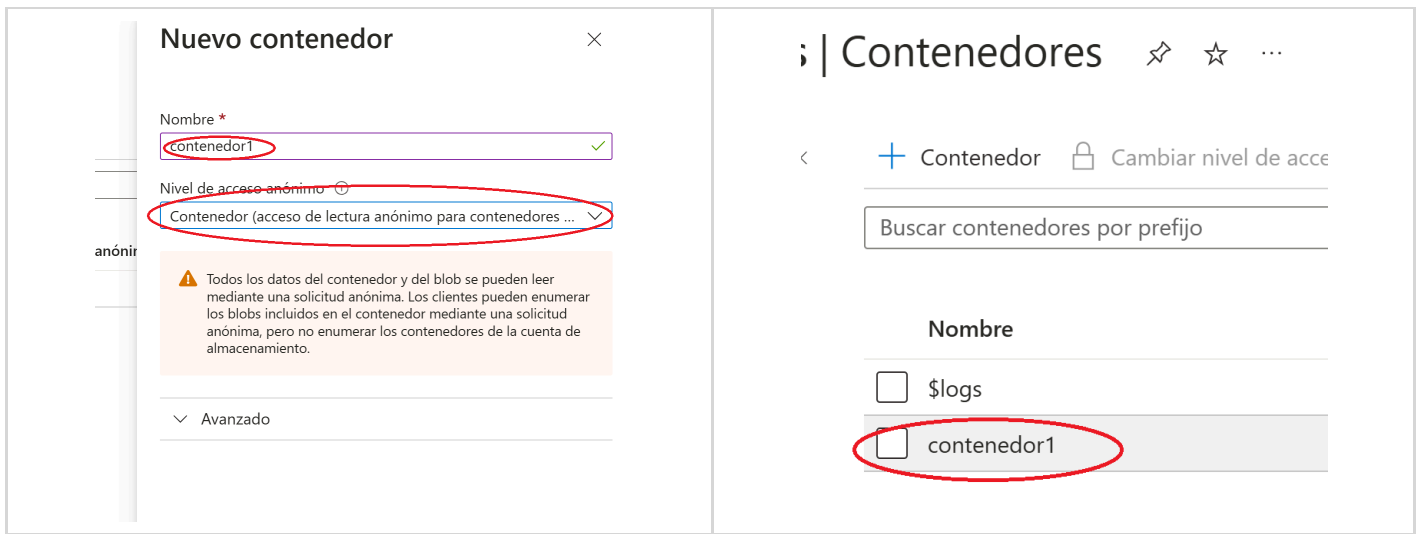 Nuevo contenedor
Nombre *
contenedor1
Nivel de acceso anónimo
Contenedor (acceso de lectura anónimo para contenedores ...
Todos los datos del contenedor y del blob se pueden leer
mediante una solicitud anónima. Los clientes pueden enumerar
los blobs incluidos en el contenedor mediante una solicitud
anónima, pero no enumerar los contenedores de la cuenta de
almacenamiento.
Avanzado
anónir
s | Contenedores
Contenedor
Cambiar nivel de acce
Buscar contenedores por prefijo
Nombre
$logs
contenedor1